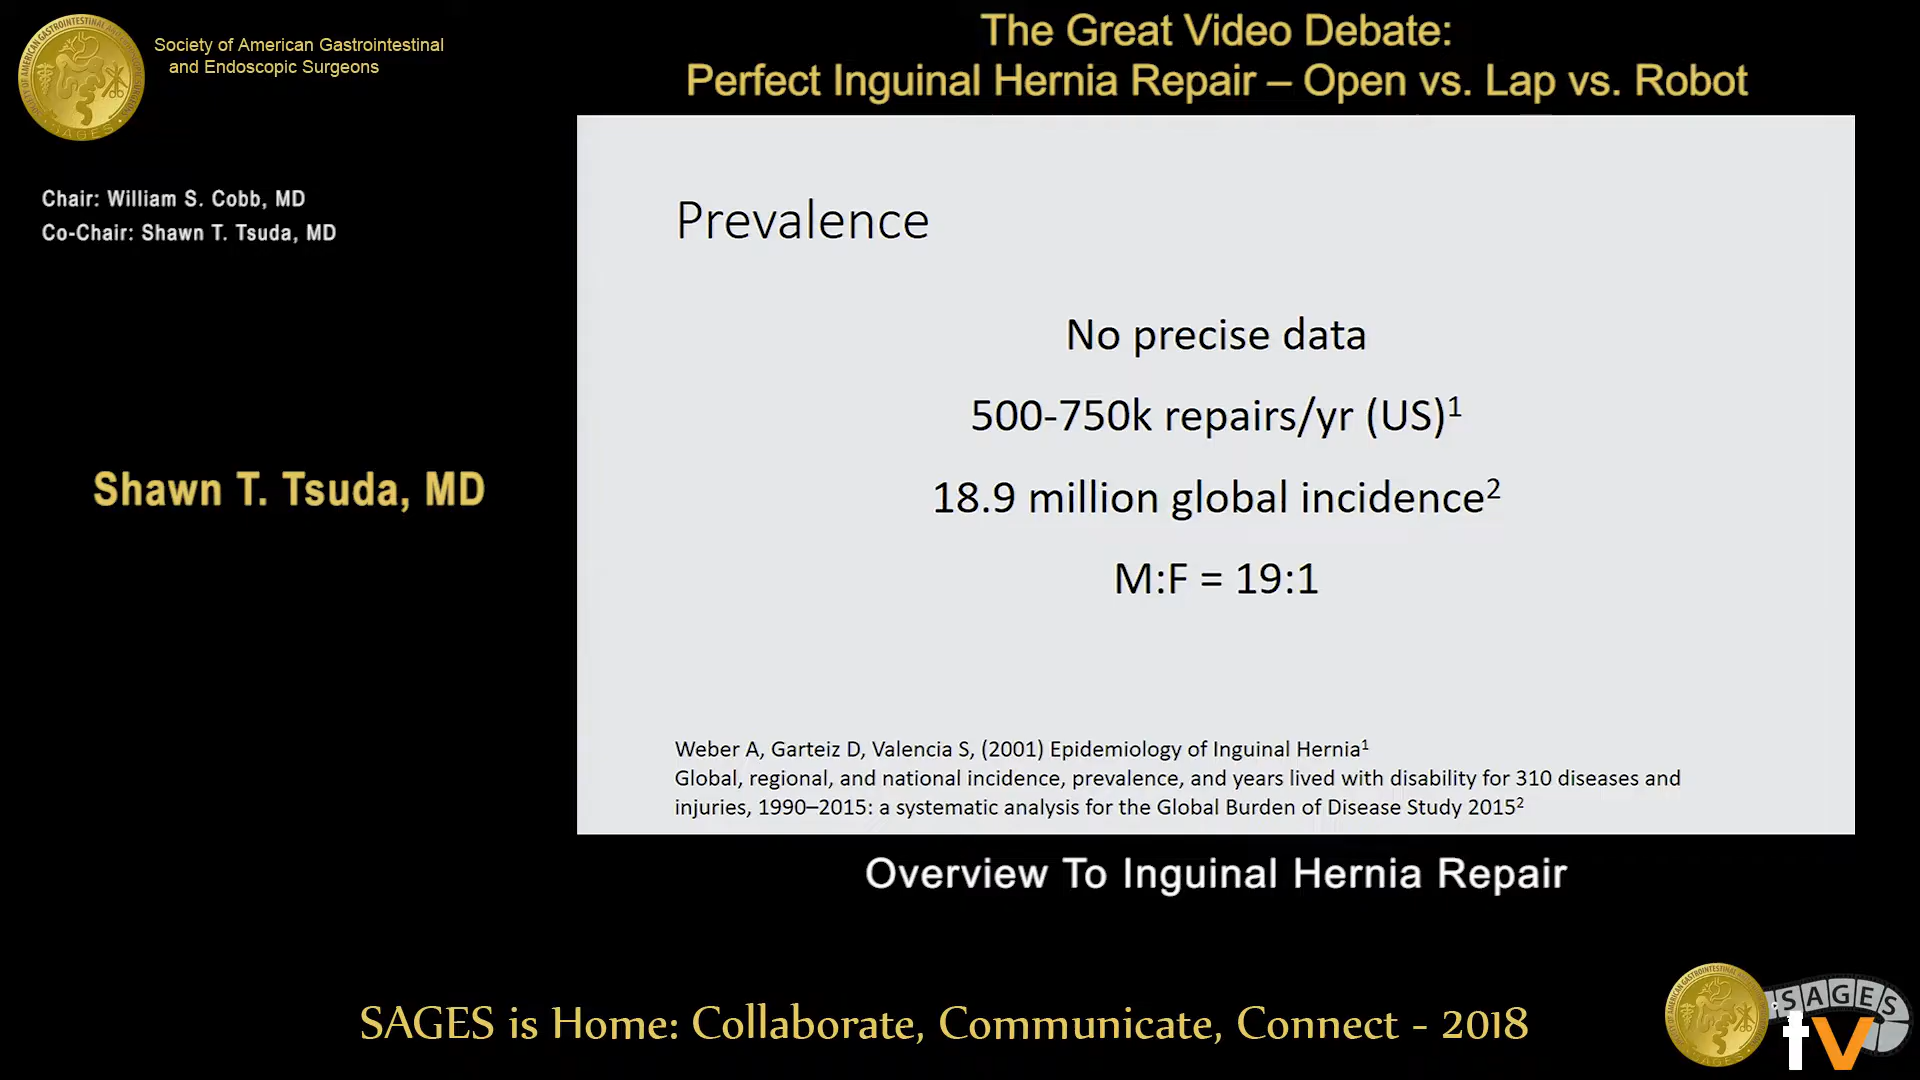 Society of American Gastrointestinal
and Endoscopic Surgeons
The Great Video Debate:
Perfect Inguinal Hernia Repair – Open vs. Lap vs. Robot
Chair: William S. Cobb, MD
Co-Chair: Shawn T. Tsuda, MD
Shawn T. Tsuda, MD
Prevalence
No precise data
500-750k repairs/yr (US)¹
18.9 million global incidence²
M:F = 19:1
Weber A, Garteiz D, Valencia S, (2001) Epidemiology of Inguinal Hernia¹
Global, regional, and national incidence, prevalence, and years lived with disability for 310 diseases and
injuries, 1990–2015: a systematic analysis for the Global Burden of Disease Study 2015²
Overview To Inguinal Hernia Repair
SAGES is Home: Collaborate, Communicate, Connect - 2018
SAGES
tv